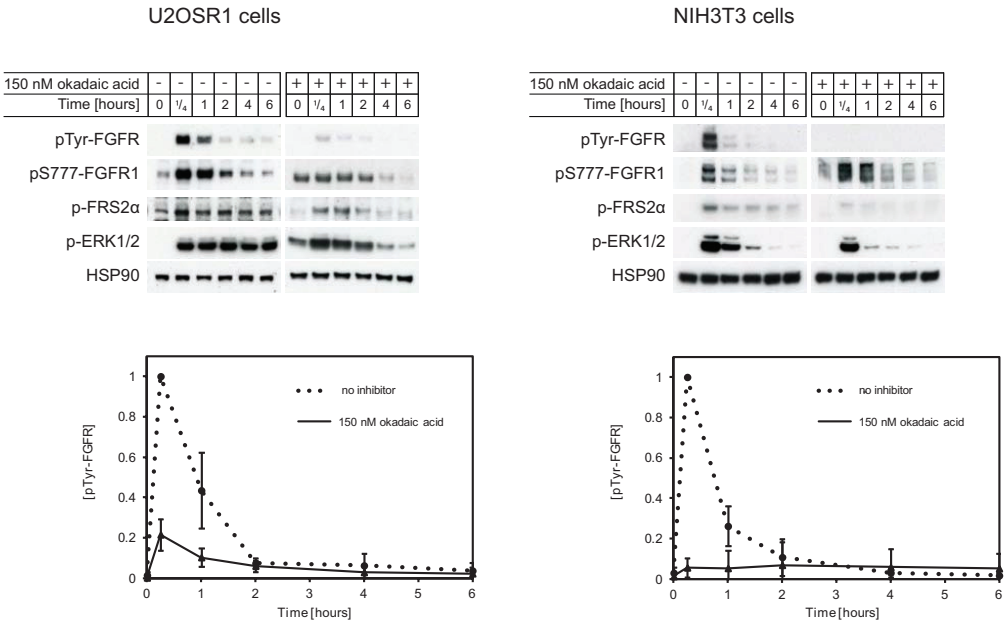 U2OSR1 cells
150 nM okadaic acid - - - - - - + + + + + +
Time [hours] 0 ¹/₄ 1 2 4 6 0 ¹/₄ 1 2 4 6
pTyr-FGFR
pS777-FGFR1
p-FRS2α
p-ERK1/2
HSP90
[pTyr-FGFR]
1
0.8
0.6
0.4
0.2
0
no inhibitor
150 nM okadaic acid
0 1 2 3 4 5 6
Time [hours]
NIH3T3 cells
150 nM okadaic acid - - - - - - + + + + + +
Time [hours] 0 ¹/₄ 1 2 4 6 0 ¹/₄ 1 2 4 6
pTyr-FGFR
pS777-FGFR1
p-FRS2α
p-ERK1/2
HSP90
[pTyr-FGFR]
1
0.8
0.6
0.4
0.2
0
no inhibitor
150 nM okadaic acid
0 1 2 3 4 5 6
Time [hours]